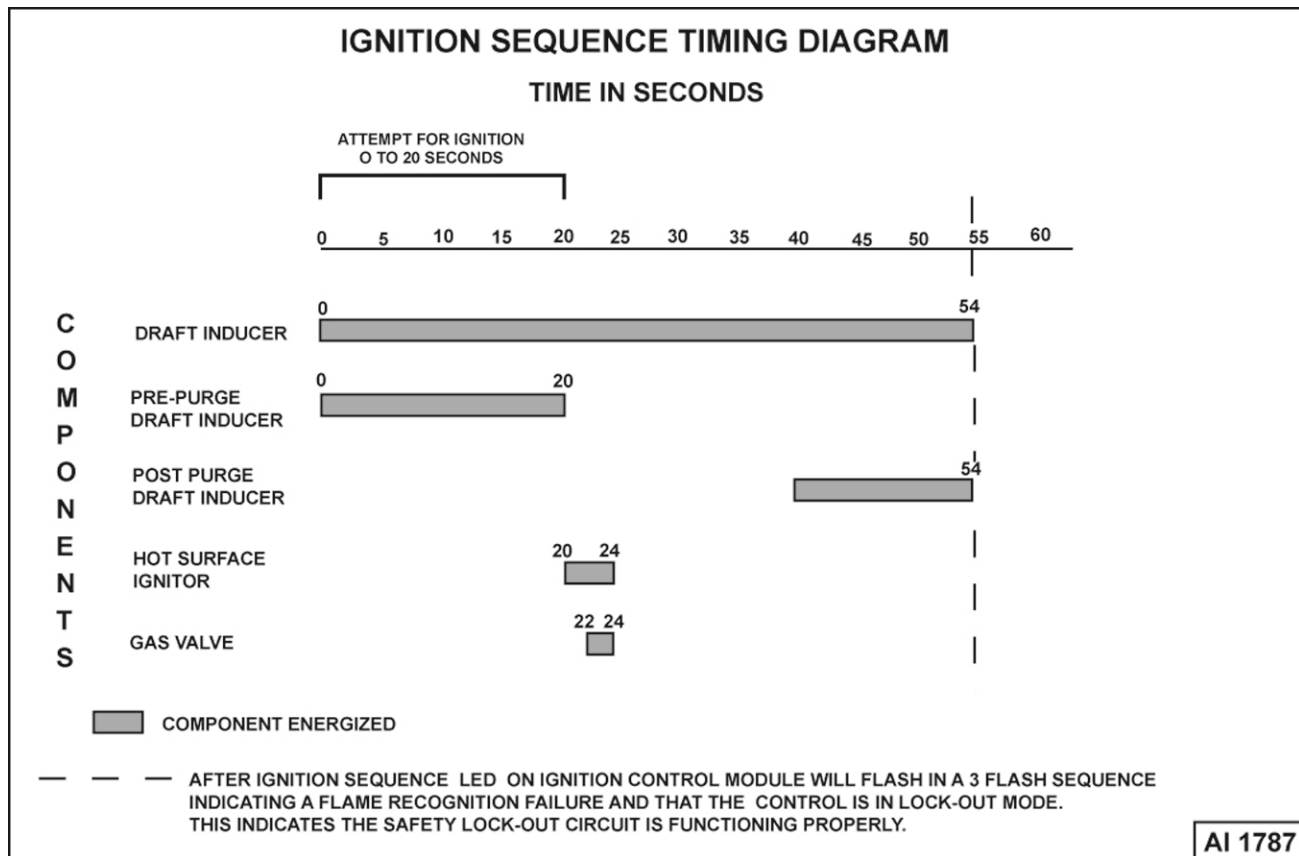 IGNITION SEQUENCE TIMING DIAGRAM
TIME IN SECONDS
ATTEMPT FOR IGNITION
O TO 20 SECONDS
0 5 10 15 20 25 30 35 40 45 50 55 60
COMPONENTS
0 54
DRAFT INDUCER
0 20
PRE-PURGE
DRAFT INDUCER
54
POST PURGE
DRAFT INDUCER
20 24
HOT SURFACE
IGNITOR
22 24
GAS VALVE
COMPONENT ENERGIZED
AFTER IGNITION SEQUENCE LED ON IGNITION CONTROL MODULE WILL FLASH IN A 3 FLASH SEQUENCE
INDICATING A FLAME RECOGNITION FAILURE AND THAT THE CONTROL IS IN LOCK-OUT MODE.
THIS INDICATES THE SAFETY LOCK-OUT CIRCUIT IS FUNCTIONING PROPERLY.
AI 1787